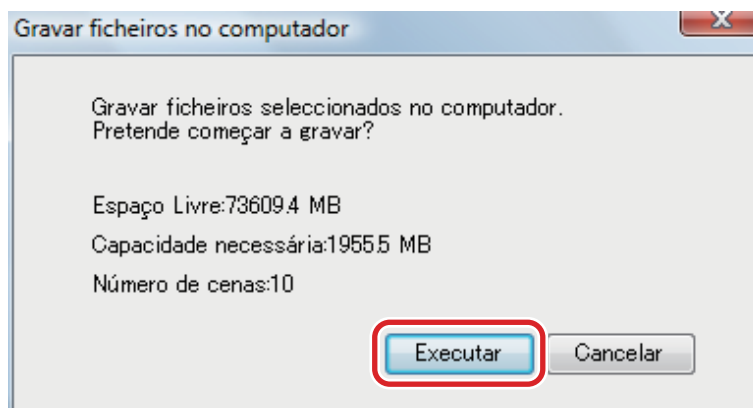 Gravar ficheiros no computador
Gravar ficheiros seleccionados no computador.
Pretende começar a gravar?
Espaço Livre:73609.4 MB
Capacidade necessária:1955.5 MB
Número de cenas:10
Executar
Cancelar